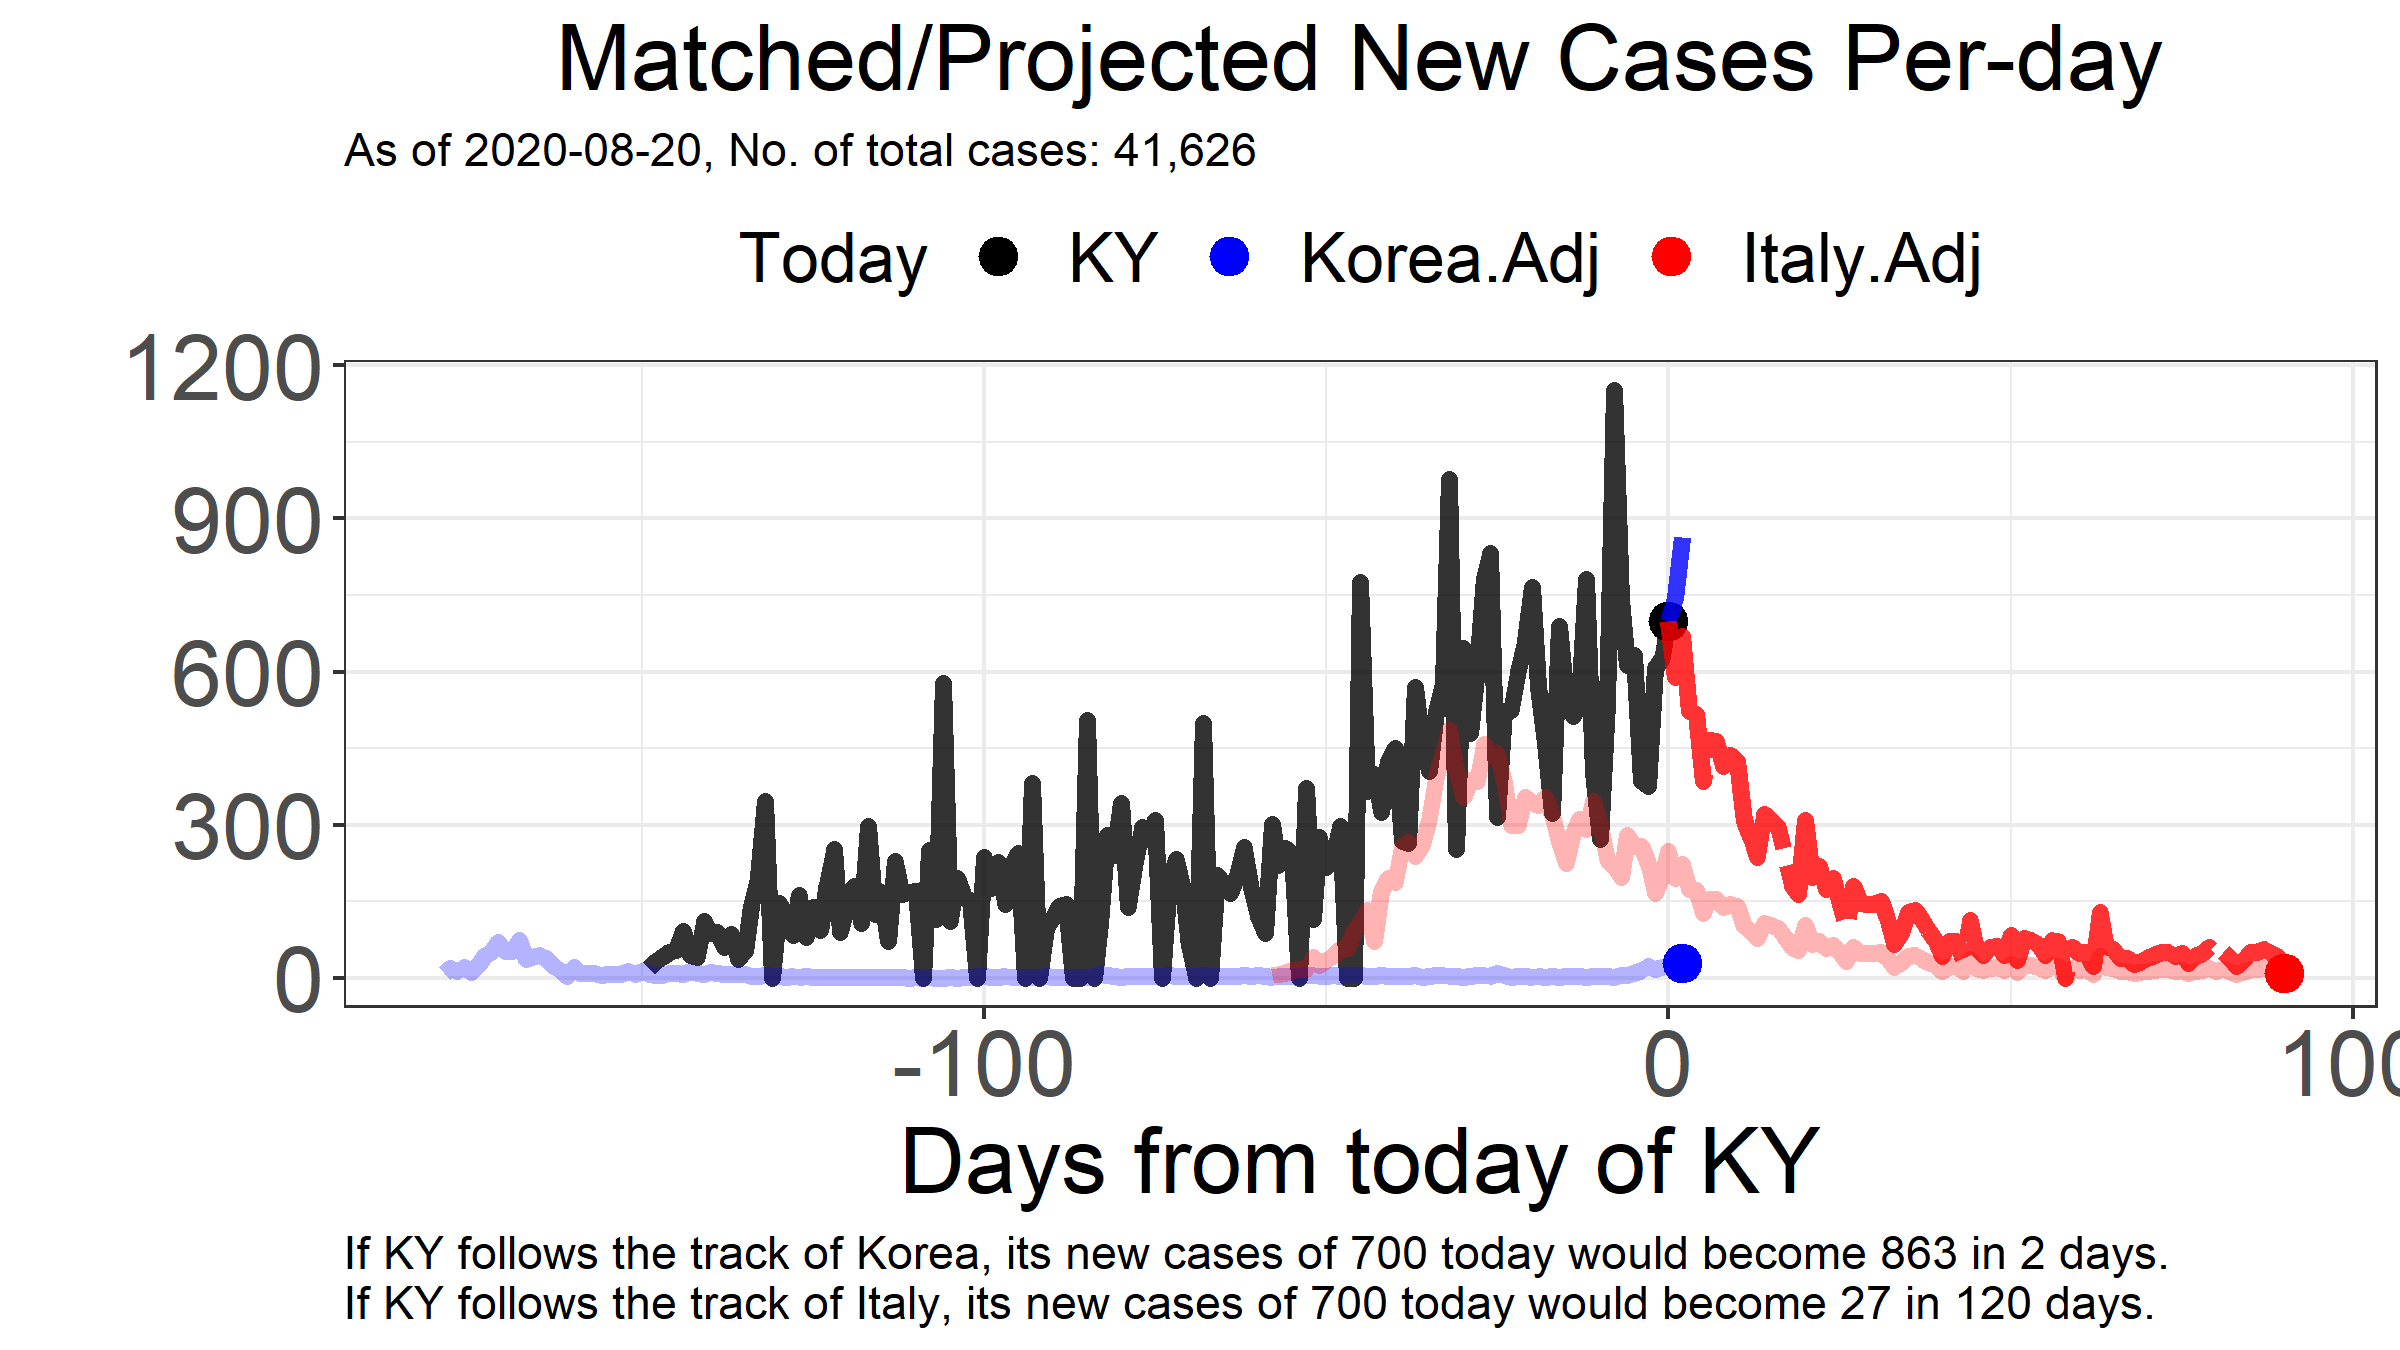 Matched/Projected New Cases Per-day
As of 2020-08-20, No. of total cases: 41,626
Today KY Korea.Adj Italy.Adj
1200
900
600
300
0
-100 0 100
Days from today of KY
If KY follows the track of Korea, its new cases of 700 today would become 863 in 2 days.
If KY follows the track of Italy, its new cases of 700 today would become 27 in 120 days.